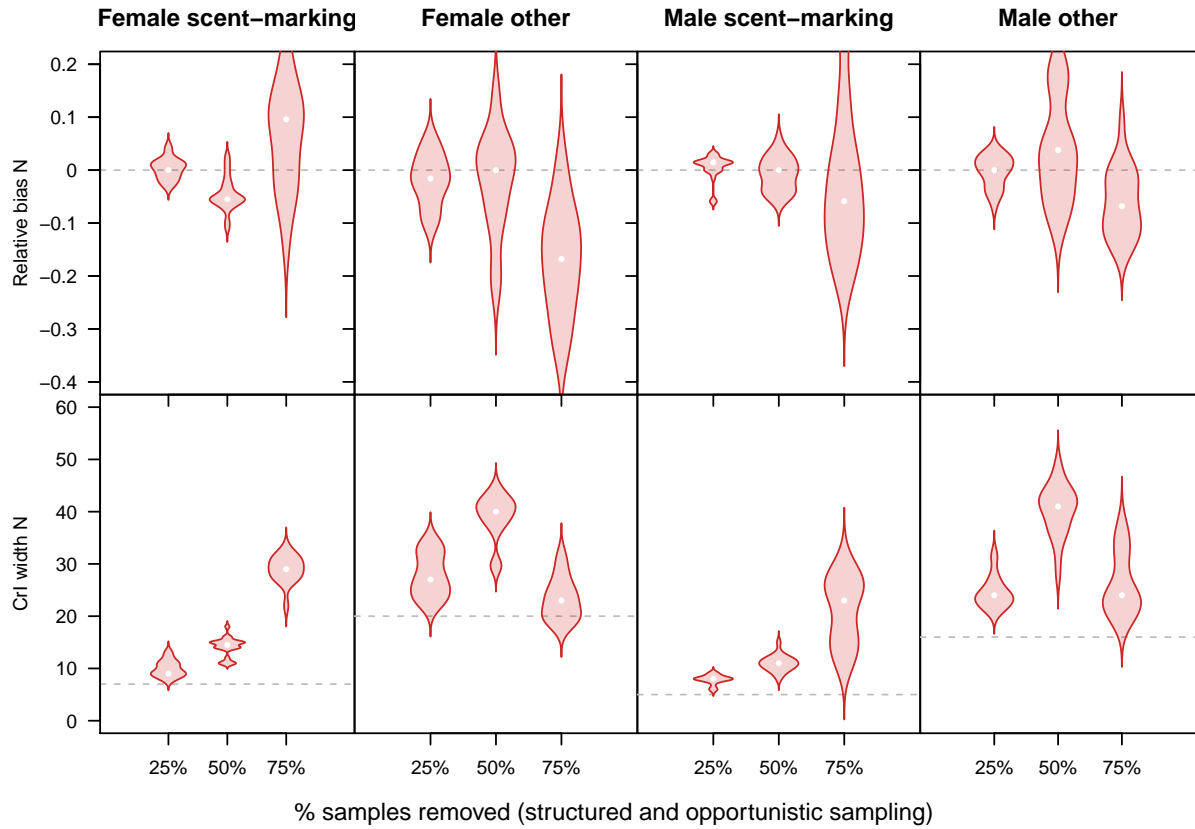 Female scent−marking
Female other
Male scent−marking
Male other
Relative bias N
0.2
0.1
0
−0.1
−0.2
−0.3
−0.4
CrI width N
60
50
40
30
20
10
0
25% 50% 75%
25% 50% 75%
25% 50% 75%
25% 50% 75%
% samples removed (structured and opportunistic sampling)